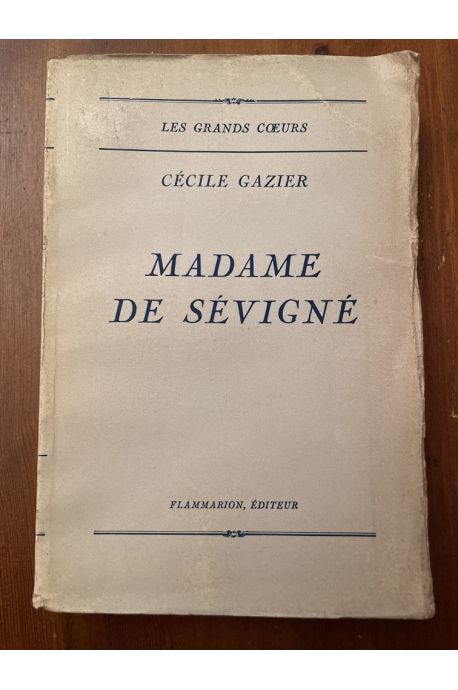 LES GRANDS CŒURS
CÉCILE GAZIER
MADAME
DE SÉVIGNÉ
FLAMMARION, ÉDITEUR